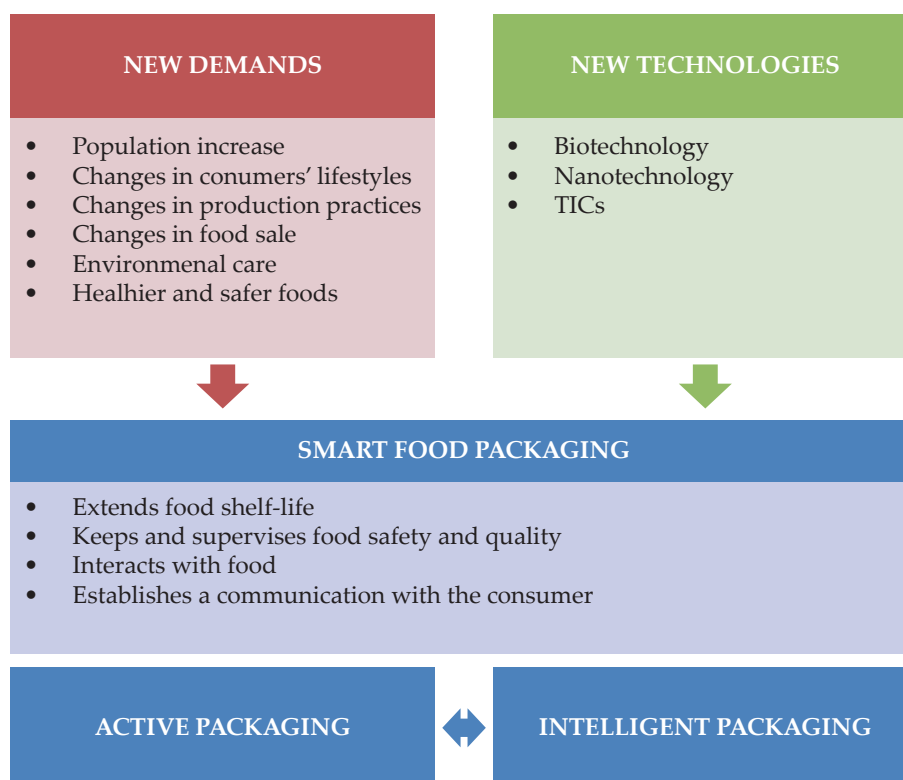 NEW DEMANDS
• Population increase
• Changes in conumers’ lifestyles
• Changes in production practices
• Changes in food sale
• Environmenal care
• Healhier and safer foods
NEW TECHNOLOGIES
• Biotechnology
• Nanotechnology
• TICs
SMART FOOD PACKAGING
• Extends food shelf-life
• Keeps and supervises food safety and quality
• Interacts with food
• Establishes a communication with the consumer
ACTIVE PACKAGING
INTELLIGENT PACKAGING